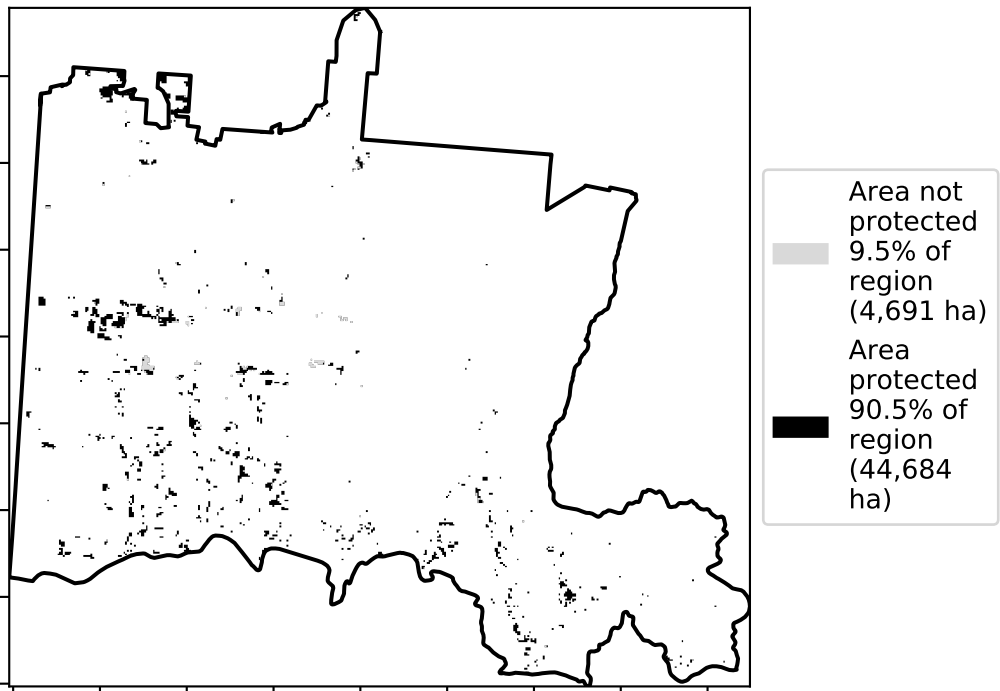 Area not
protected
9.5% of
region
(4,691 ha)
Area
protected
90.5% of
region
(44,684
ha)